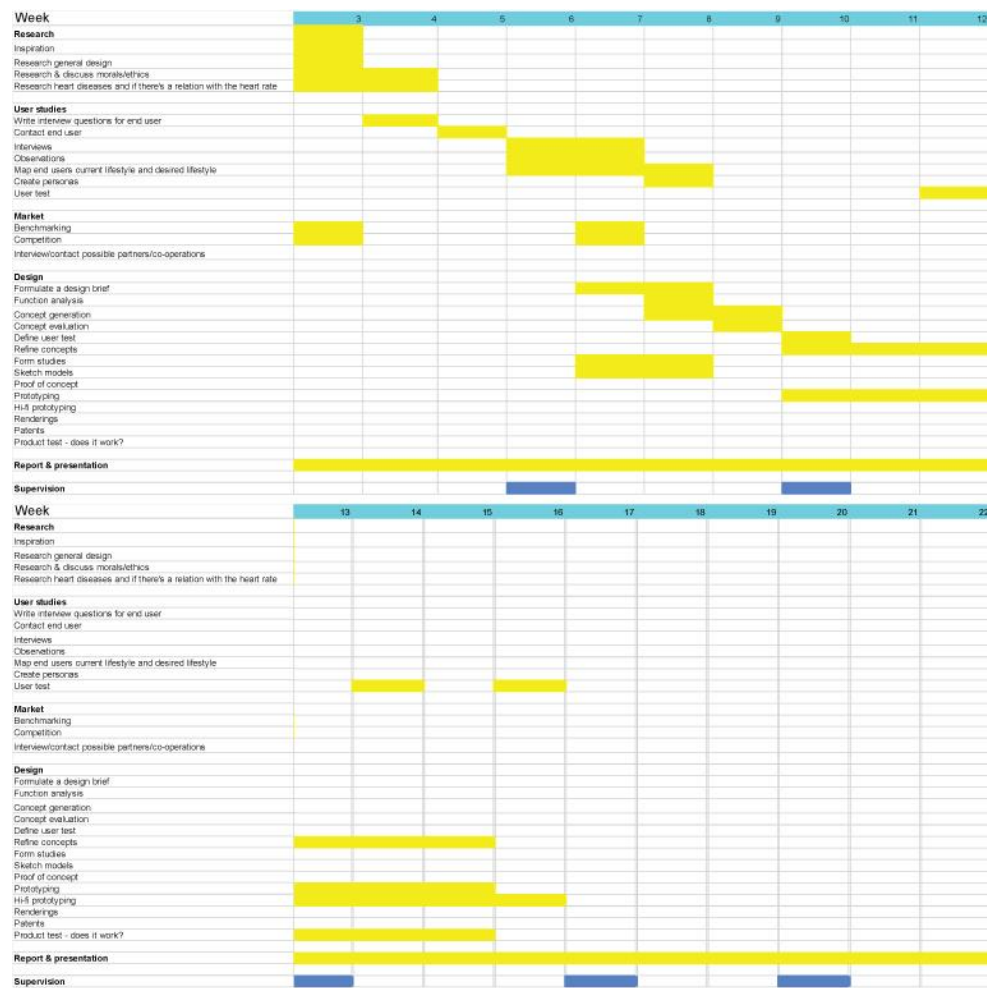 Week 3 4 5 6 7 8 9 10 11 12
Research
Inspiration
Research general design
Research & discuss morals/ethics
Research heart diseases and if there's a relation with the heart rate
User studies
Write interview questions for end user
Contact end user
Interviews
Observations
Map end users current lifestyle and desired lifestyle
Create personas
User test
Market
Benchmarking
Competition
Interview/contact possible partners/co-operations
Design
Formulate a design brief
Function analysis
Concept generation
Concept evaluation
Define user test
Refine concepts
Form studies
Sketch models
Proof of concept
Prototyping
Hi-fi prototyping
Renderings
Patents
Product test - does it work?
Report & presentation
Supervision
Week 13 14 15 16 17 18 19 20 21 22
Research
Inspiration
Research general design
Research & discuss morals/ethics
Research heart diseases and if there's a relation with the heart rate
User studies
Write interview questions for end user
Contact end user
Interviews
Observations
Map end users current lifestyle and desired lifestyle
Create personas
User test
Market
Benchmarking
Competition
Interview/contact possible partners/co-operations
Design
Formulate a design brief
Function analysis
Concept generation
Concept evaluation
Define user test
Refine concepts
Form studies
Sketch models
Proof of concept
Prototyping
Hi-fi prototyping
Renderings
Patents
Product test - does it work?
Report & presentation
Supervision